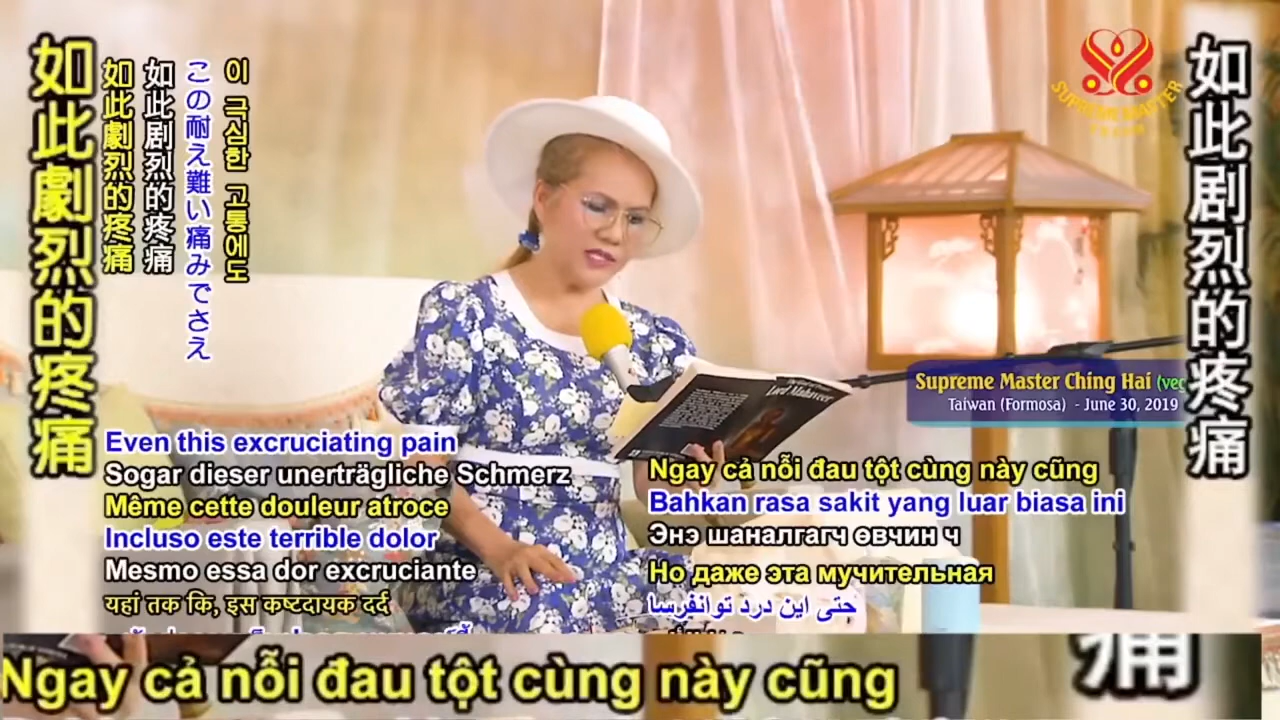 如此劇烈的疼痛
如此劇烈的疼痛
如此剧烈的疼痛
この耐え難い痛みでさえ
이 극심한 고통에도
SUPREME MASTER
如此剧烈的疼痛
Lord Mahaveer
Supreme Master Ching Hai (veg
Taiwan (Formosa) - June 30, 2019
Even this excruciating pain
Sogar dieser unerträgliche Schmerz
Même cette douleur atroce
Incluso este terrible dolor
Mesmo essa dor excruciante
यहां तक कि, इस कष्टदायक दर्द
Ngay cả nỗi đau tột cùng này cũng
Bahkan rasa sakit yang luar biasa ini
Энэ шаналгагч өвчин ч
Но даже эта мучительная
حتی این درد توانفرسا
Ngay cả nỗi đau tột cùng này cũng
痛